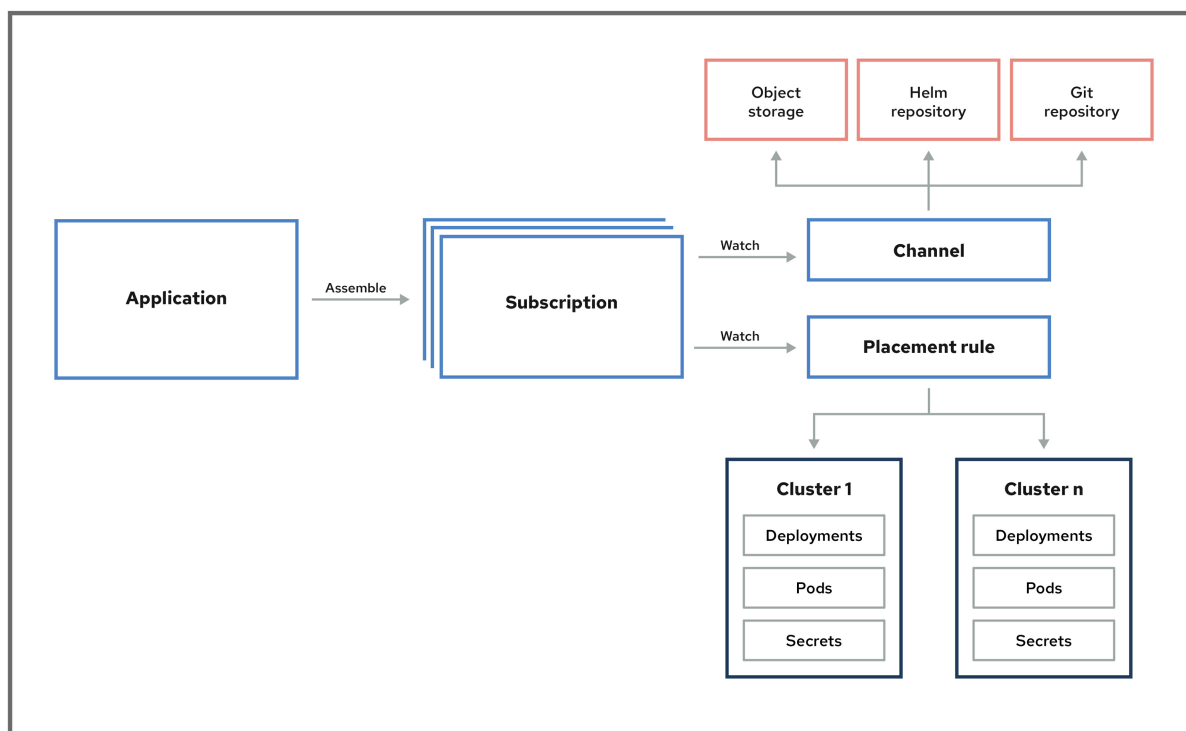 Object
storage
Helm
repository
Git
repository
Application
Assemble
Subscription
Watch
Channel
Watch
Placement rule
Cluster 1
Deployments
Pods
Secrets
Cluster n
Deployments
Pods
Secrets